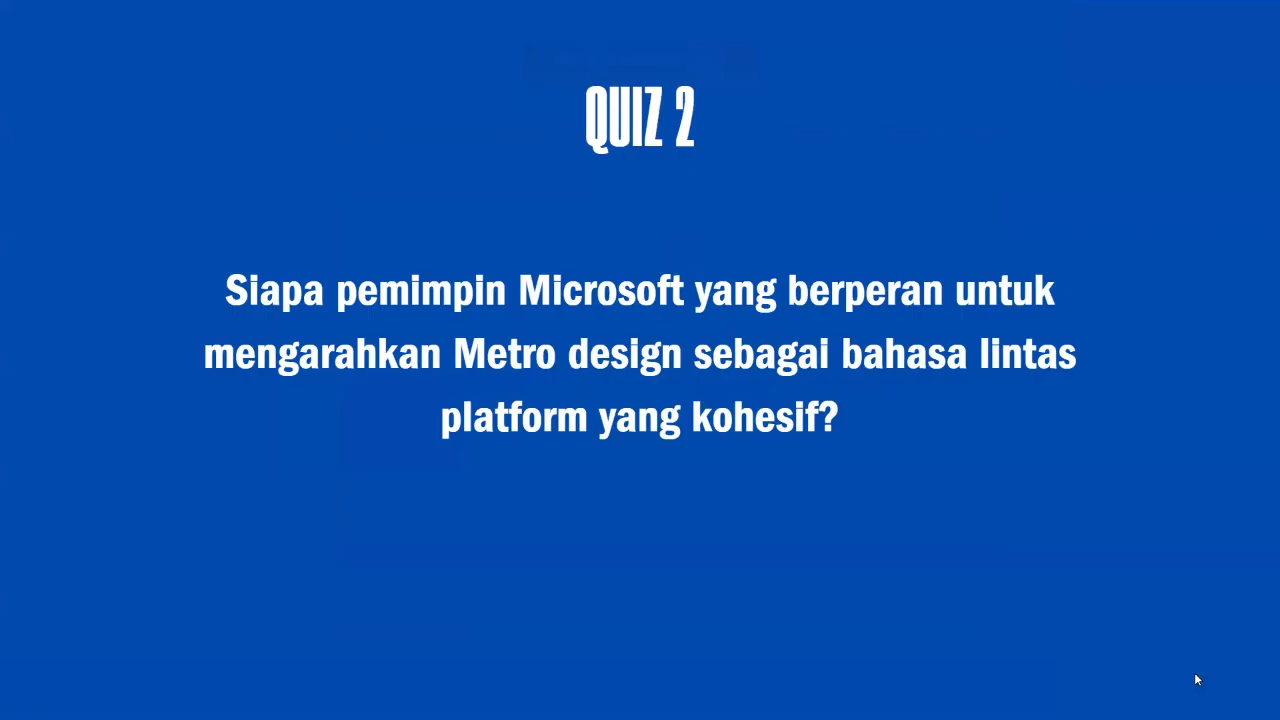 QUIZ 2
Siapa pemimpin Microsoft yang berperan untuk
mengarahkan Metro design sebagai bahasa lintas
platform yang kohesif?